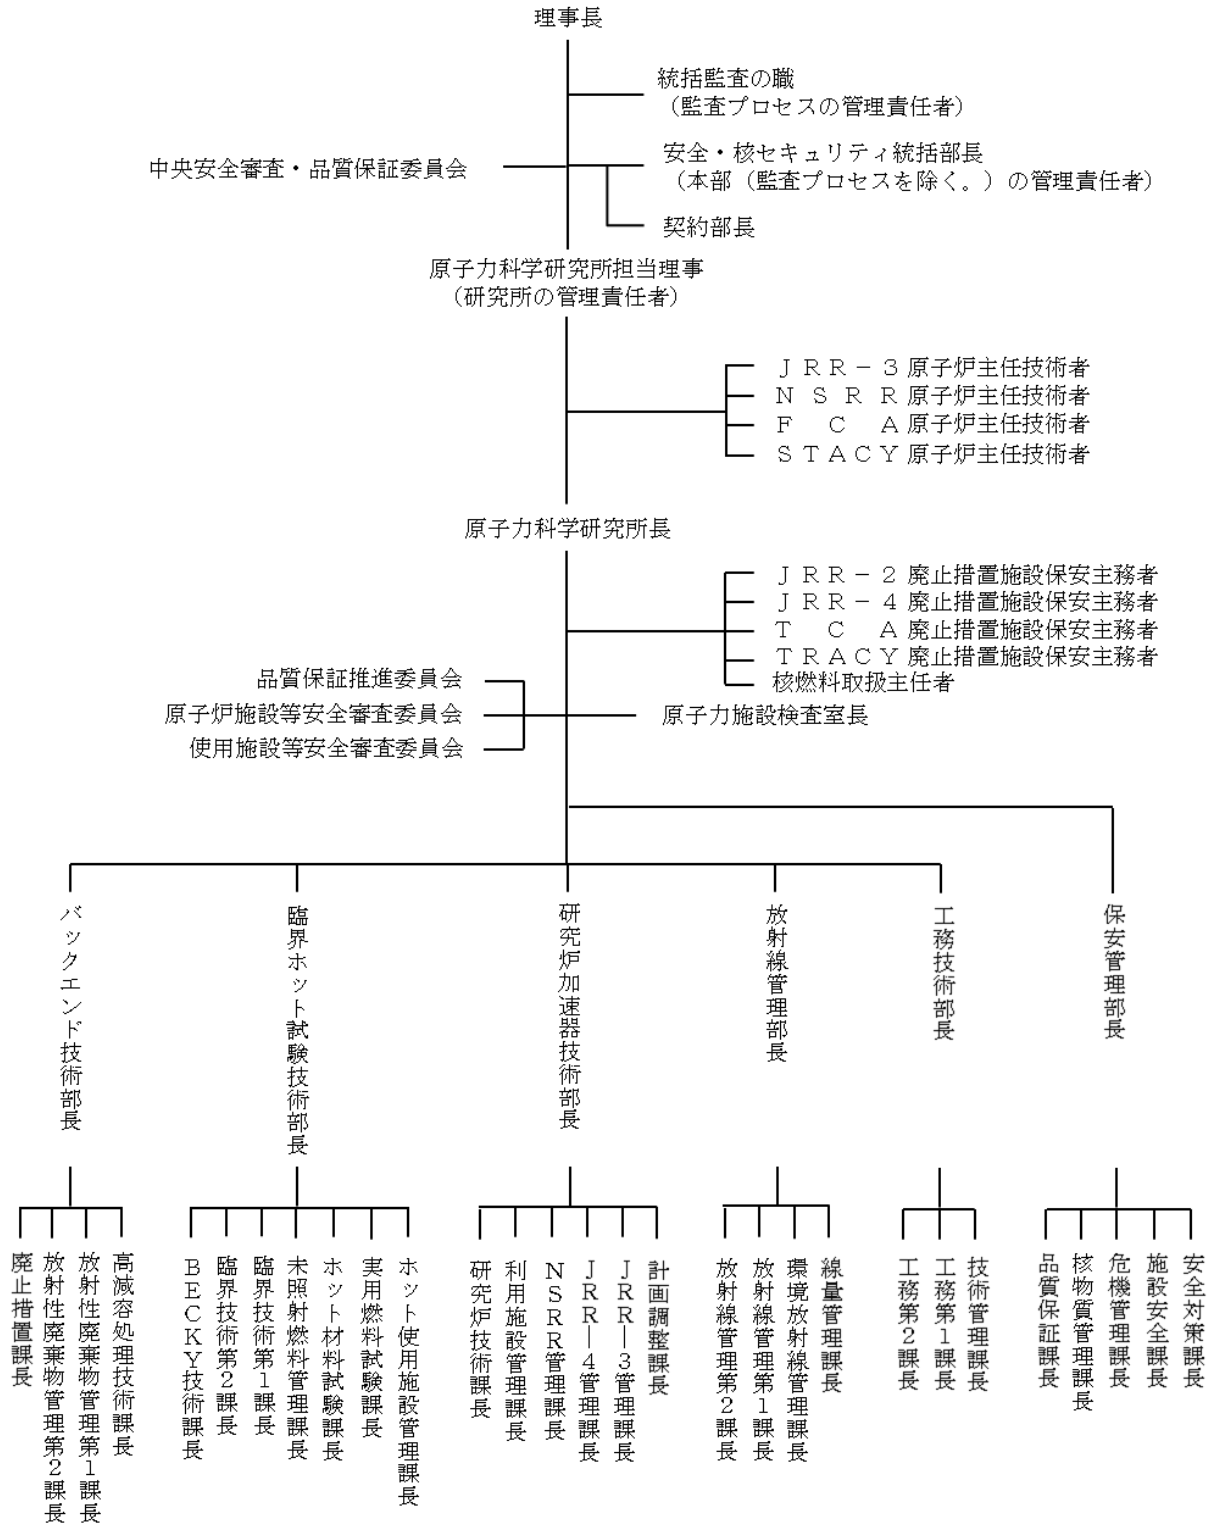 理事長
統括監査の職
(監査プロセスの管理責任者)
中央安全審査・品質保証委員会
安全・核セキュリティ統括部長
(本部(監査プロセスを除く。)の管理責任者)
契約部長
原子力科学研究所担当理事
(研究所の管理責任者)
JRR-3原子炉主任技術者
NSRR原子炉主任技術者
FCA原子炉主任技術者
STACY原子炉主任技術者
原子力科学研究所長
JRR-2廃止措置施設保安主務者
JRR-4廃止措置施設保安主務者
TCA廃止措置施設保安主務者
TRACY廃止措置施設保安主務者
核燃料取扱主任者
品質保証推進委員会
原子炉施設等安全審査委員会
使用施設等安全審査委員会
原子力施設検査室長
バックエンド技術部長
臨界ホット試験技術部長
研究炉加速器技術部長
放射線管理部長
工務技術部長
保安管理部長
廃止措置課長
放射性廃棄物管理第2課長
放射性廃棄物管理第1課長
高減容処理技術課長
BECKY技術課長
臨界技術第2課長
臨界技術第1課長
未照射燃料管理課長
ホット材料試験課長
実用燃料試験課長
ホット使用施設管理課長
研究炉技術課長
利用施設管理課長
NSRR管理課長
JRR-4管理課長
JRR-3管理課長
計画調整課長
放射線管理第2課長
放射線管理第1課長
環境放射線管理課長
線量管理課長
工務第2課長
工務第1課長
技術管理課長
品質保証課長
核物質管理課長
危機管理課長
施設安全課長
安全対策課長